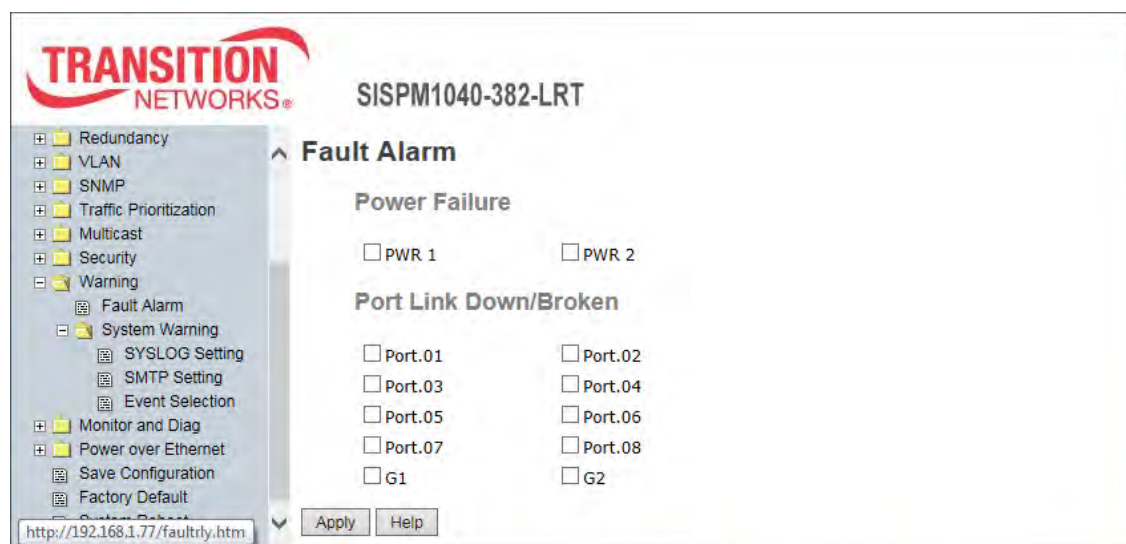 TRANSITION
NETWORKS®
SISPM1040-382-LRT
Redundancy
VLAN
SNMP
Traffic Prioritization
Multicast
Security
Warning
Fault Alarm
System Warning
SYSLOG Setting
SMTP Setting
Event Selection
Monitor and Diag
Power over Ethernet
Save Configuration
Factory Default
http://192.168.1.77/faultrly.htm
Fault Alarm
Power Failure
PWR 1 PWR 2
Port Link Down/Broken
Port.01 Port.02
Port.03 Port.04
Port.05 Port.06
Port.07 Port.08
G1 G2
Apply Help